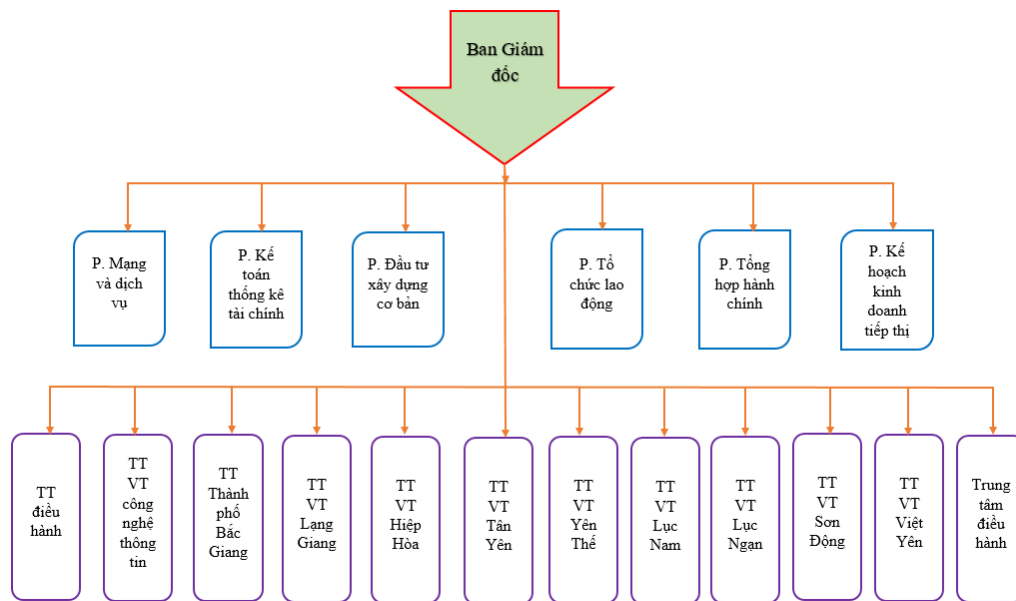 Ban Giám
đốc
P. Mạng
và dịch
vụ
P. Kế
toán
thống kê
tài chính
P. Đầu tư
xây dựng
cơ bản
P. Tổ
chức lao
động
P. Tổng
hợp hành
chính
P. Kế
hoạch
kinh
doanh
tiếp thị
TT
điều
hành
TT
VT
công
nghệ
thông
tin
TT
Thành
phố
Bắc
Giang
TT
VT
Lạng
Giang
TT
VT
Hiệp
Hòa
TT
VT
Tân
Yên
TT
VT
Yên
Thế
TT
VT
Lục
Nam
TT
VT
Lục
Ngạn
TT
VT
Sơn
Động
TT
VT
Việt
Yên
Trung
tâm
điều
hành